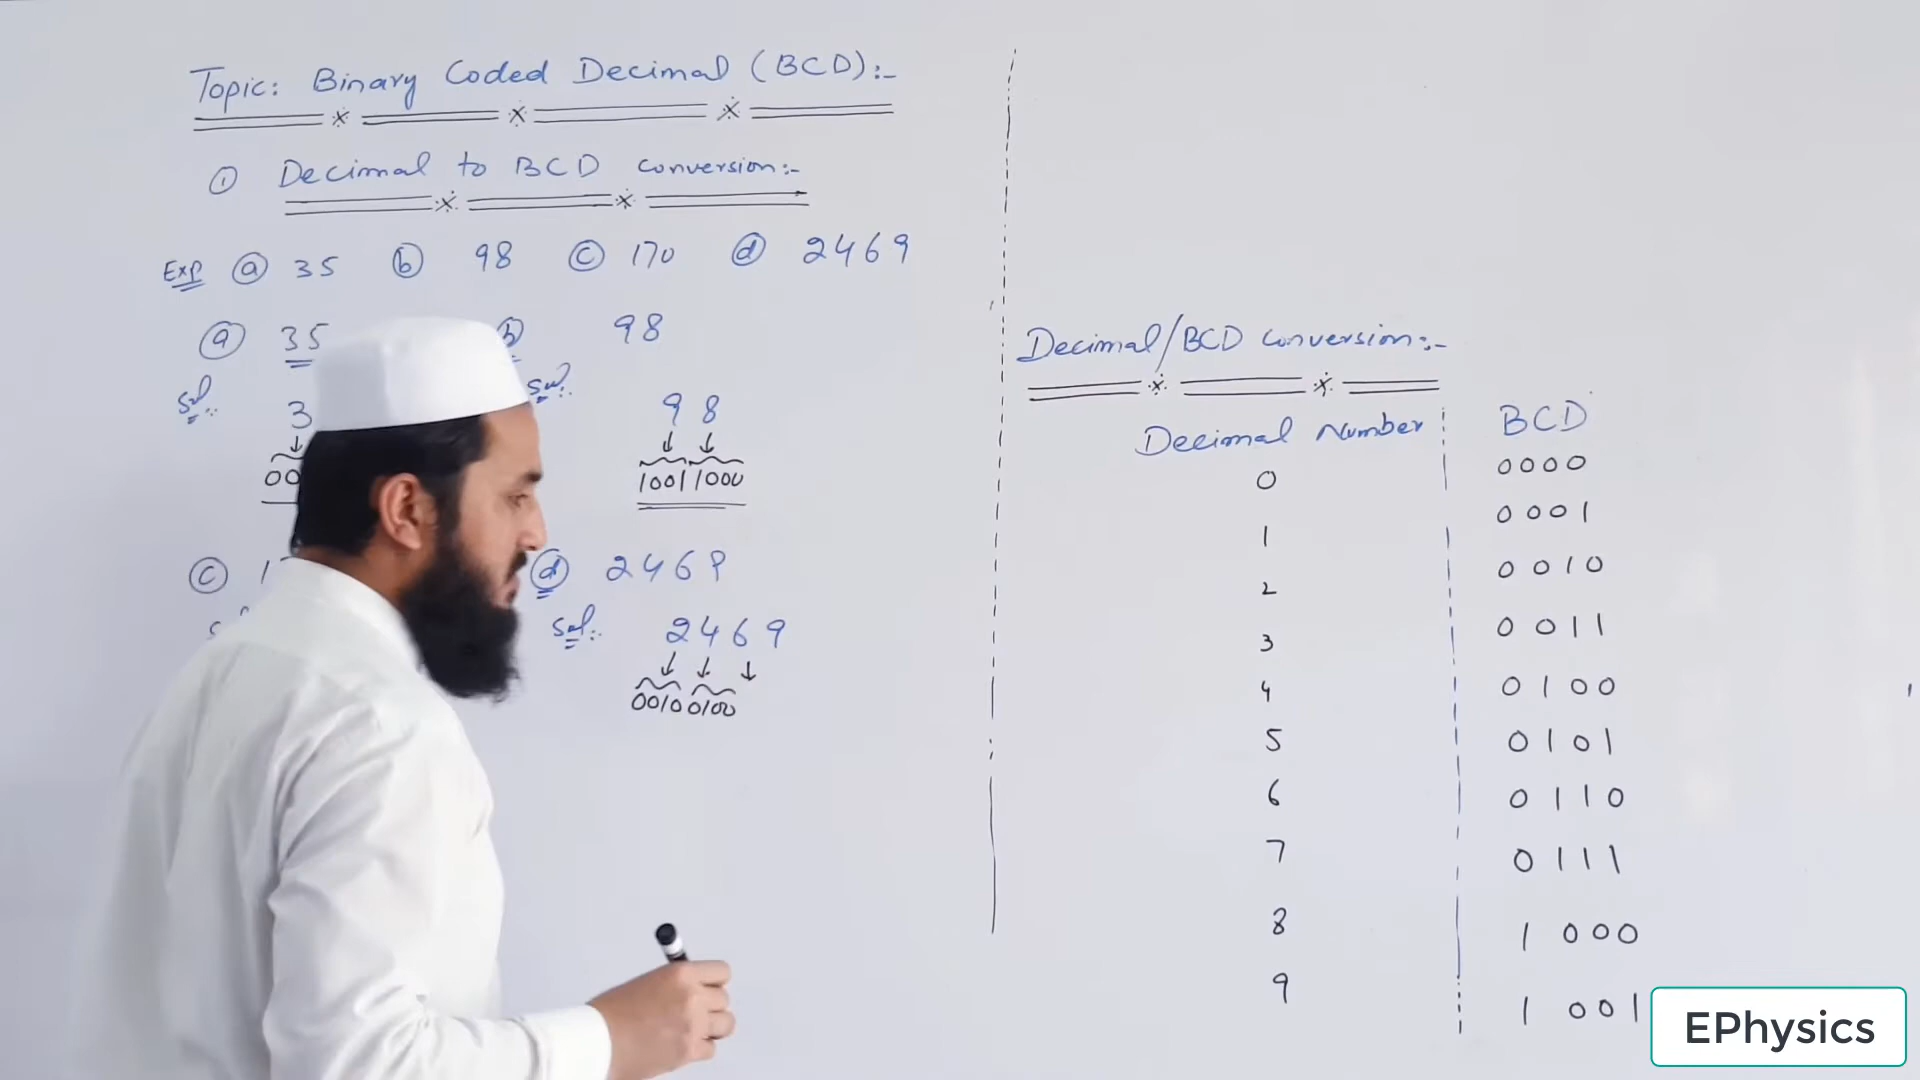 Topic: Binary Coded Decimal (BCD):-
① Decimal to BCD conversion:-
Exp ⓐ 35 ⓑ 98 ⓒ 170 ⓓ 2469
ⓐ 35 ⓑ 98
Sol: Sol:
3 98
00 1001 1000
ⓒ 1 ⓓ 2469
Sol: 2469
0010 0100
Decimal/BCD conversion:-
Decimal Number BCD
0 0000
1 0001
2 0010
3 0011
4 0100
5 0101
6 0110
7 0111
8 1000
9 1001
EPhysics